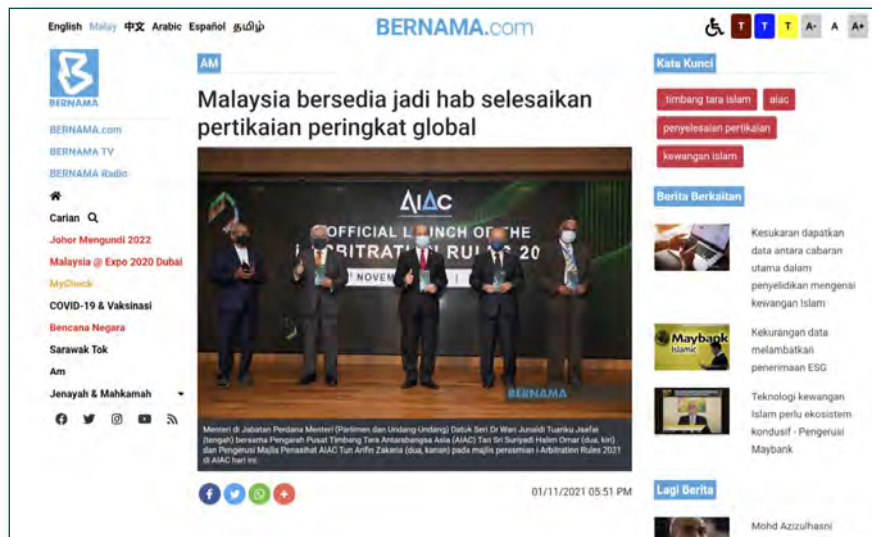 English Malay 中文 Arabic Español தமிழ்
BERNAMA.com
T T T A- A A+
BERNAMA
BERNAMA.com
BERNAMA TV
BERNAMA Radio
Carian
Johor Mengundi 2022
Malaysia @ Expo 2020 Dubai
MyCheck
COVID-19 & Vaksinasi
Bencana Negara
Sarawak Tok
Am
Jenayah & Mahkamah
AM
Malaysia bersedia jadi hab selesaikan
pertikaian peringkat global
AIAC
OFFICIAL LAUNCH OF THE
i-ARBITRATION RULES 20
NOVEM
BERNAMA
Menteri di Jabatan Perdana Menteri (Parlimen dan Undang-Undang) Datuk Seri Dr Wan Junaidi Tuanku Jaafar
(tengah) bersama Pengarah Pusat Timbang Tara Antarabangsa Asia (AIAC) Tan Sri Suriyadi Halim Omar (dua, kiri)
dan Pengerusi Majlis Penasihat AIAC Tun Arifin Zakaria (dua, kanan) pada majlis perasmian i-Arbitration Rules 2021
di AIAC hari ini.
01/11/2021 05:51 PM
Kata Kunci
timbang tara islam aiac
penyelesaian pertikaian
kewangan islam
Berita Berkaitan
Kesukaran dapatkan
data antara cabaran
utama dalam
penyelidikan mengenai
kewangan Islam
Maybank
Islamic
Kekurangan data
melambatkan
penerimaan ESG
Teknologi kewangan
Islam perlu ekosistem
kondusif - Pengerusi
Maybank
Lagi Berita
Mohd Azizulhasni